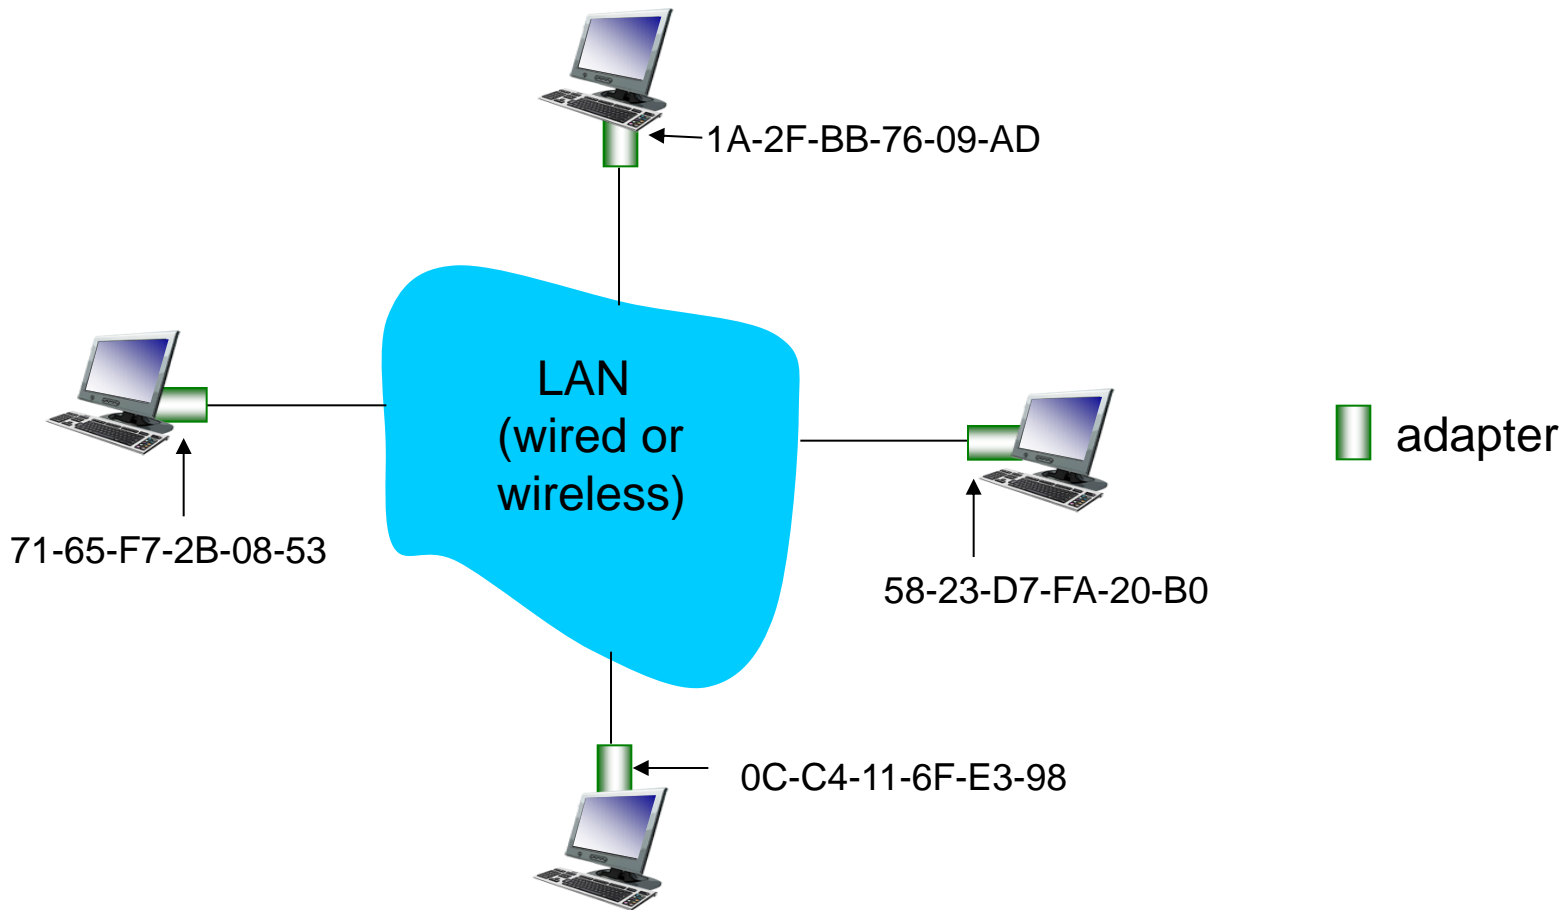 1A-2F-BB-76-09-AD
LAN
(wired or
wireless)
adapter
71-65-F7-2B-08-53
58-23-D7-FA-20-B0
0C-C4-11-6F-E3-98